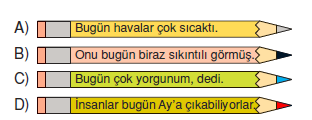 A) Bugün havalar çok sıcaktı.
B) Onu bugün biraz sıkıntılı görmüş.
C) Bugün çok yorgunum, dedi.
D) İnsanlar bugün Ay'a çıkabiliyorlar.